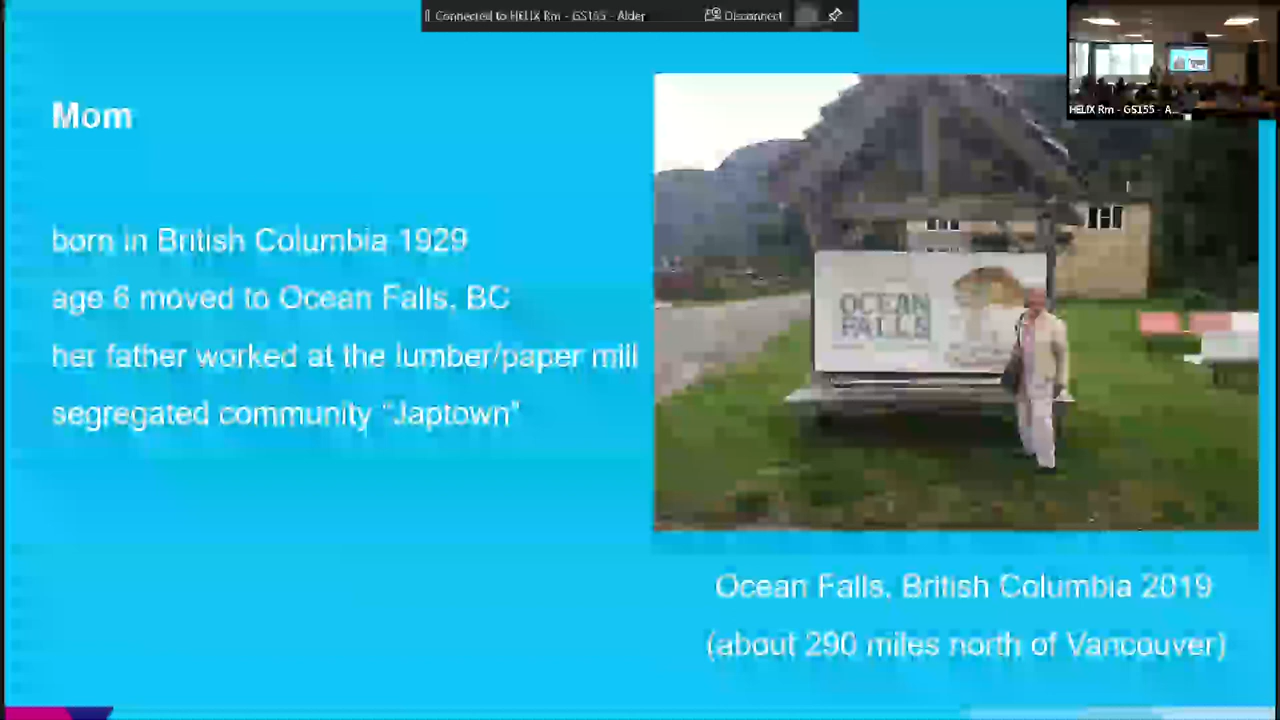 Connected to HELIX Rm - GS155 - Alder
Disconnect
HELIX Rm - GS155 - A...
Mom
born in British Columbia 1929
age 6 moved to Ocean Falls, BC
her father worked at the lumber/paper mill
segregated community "Japtown"
OCEAN
FALLS
Ocean Falls, British Columbia 2019
(about 290 miles north of Vancouver)